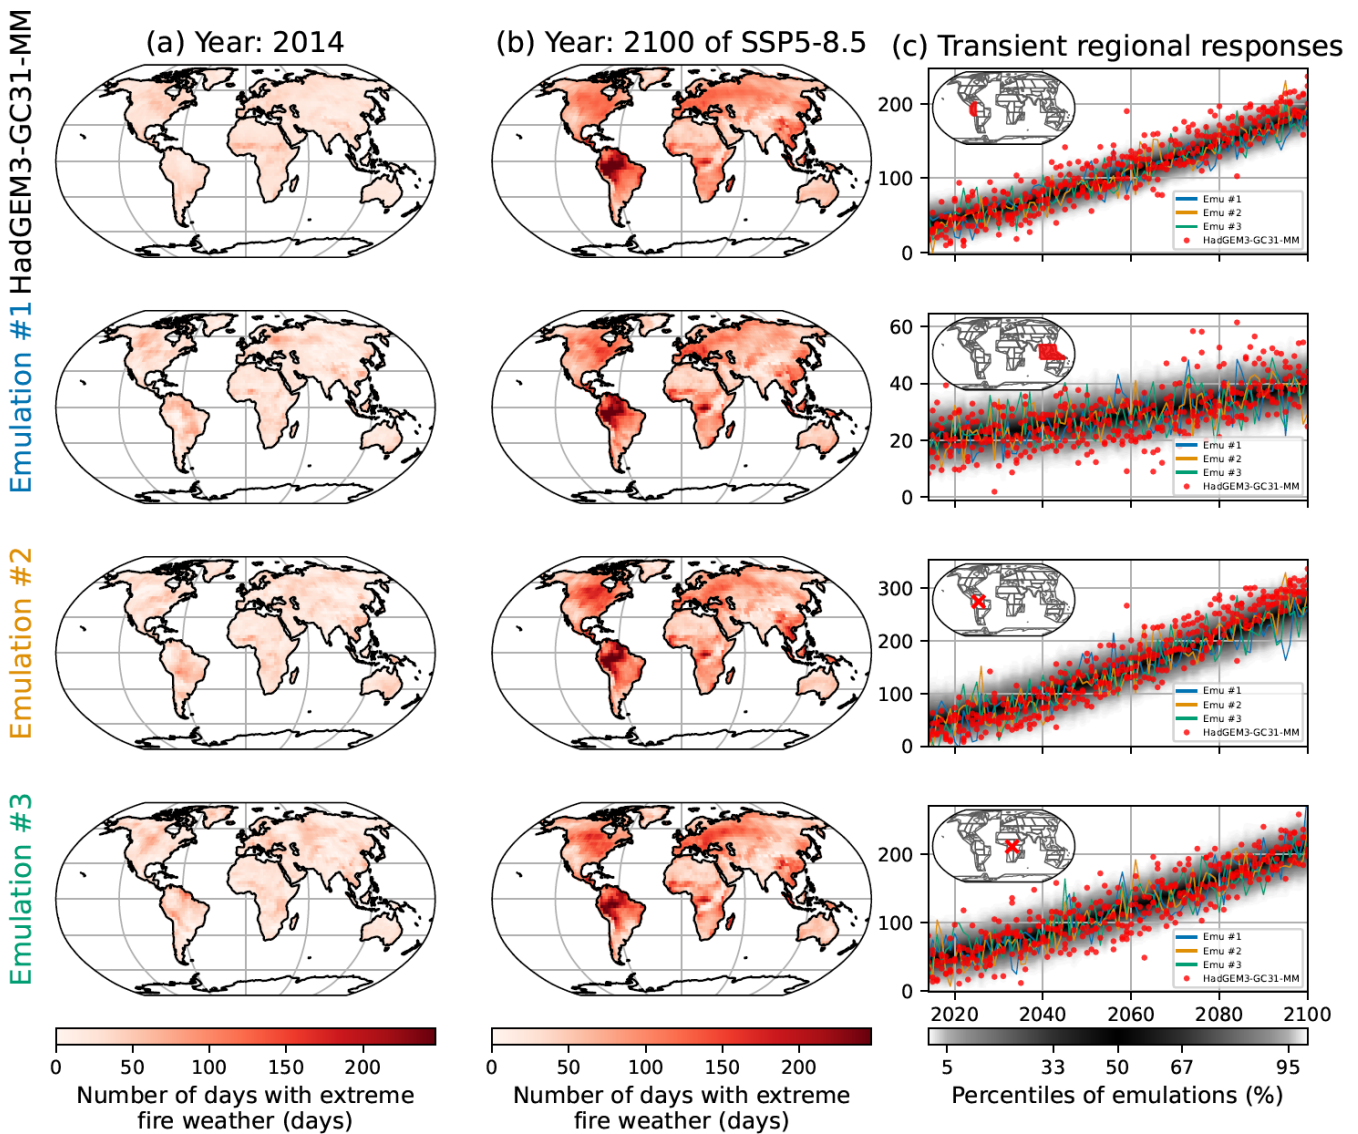 (a) Year: 2014
(b) Year: 2100 of SSP5-8.5
(c) Transient regional responses
HadGEM3-GC31-MM
200
100
0
Emu #1
Emu #2
Emu #3
HadGEM3-GC31-MM
Emulation #1
60
40
20
0
Emu #1
Emu #2
Emu #3
HadGEM3-GC31-MM
Emulation #2
300
200
100
0
Emu #1
Emu #2
Emu #3
HadGEM3-GC31-MM
Emulation #3
200
100
0
Emu #1
Emu #2
Emu #3
HadGEM3-GC31-MM
2020 2040 2060 2080 2100
0 50 100 150 200
Number of days with extreme
fire weather (days)
0 50 100 150 200
Number of days with extreme
fire weather (days)
5 33 50 67 95
Percentiles of emulations (%)